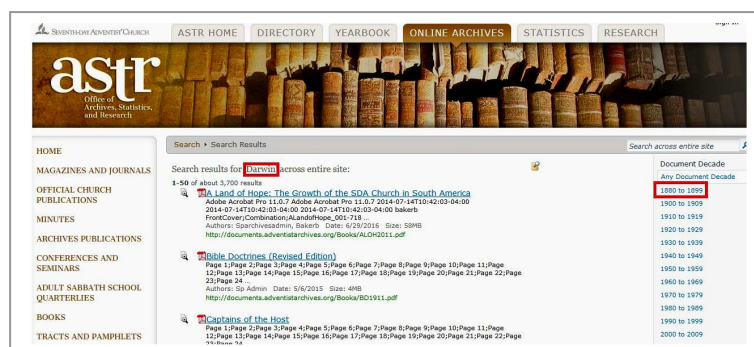 SEVENTH-DAY ADVENTIST CHURCH
ASTR HOME
DIRECTORY
YEARBOOK
ONLINE ARCHIVES
STATISTICS
RESEARCH
astr
Office of
Archives, Statistics,
and Research
HOME
MAGAZINES AND JOURNALS
OFFICIAL CHURCH
PUBLICATIONS
MINUTES
ARCHIVES PUBLICATIONS
CONFERENCES AND
SEMINARS
ADULT SABBATH SCHOOL
QUARTERLIES
BOOKS
TRACTS AND PAMPHLETS
Search › Search Results
Search across entire site
Search results for Darwin across entire site:
1-50 of about 3,700 results
A Land of Hope: The Growth of the SDA Church in South America
Adobe Acrobat Pro 11.0.7 Adobe Acrobat Pro 11.0.7 2014-07-14T10:42:03-04:00
2014-07-14T10:42:03-04:00 2014-07-14T10:42:03-04:00 bakerb
FrontCover;Combination;ALandofHope_001-718 ...
Authors: Sparchivesadmin, Bakerb Date: 6/29/2016 Size: 58MB
http://documents.adventistarchives.org/Books/ALOH2011.pdf
Bible Doctrines (Revised Edition)
Page 1;Page 2;Page 3;Page 4;Page 5;Page 6;Page 7;Page 8;Page 9;Page 10;Page 11;Page
12;Page 13;Page 14;Page 15;Page 16;Page 17;Page 18;Page 19;Page 20;Page 21;Page 22;Page
23;Page 24 ...
Authors: Sp Admin Date: 5/6/2015 Size: 4MB
http://documents.adventistarchives.org/Books/BD1911.pdf
Captains of the Host
Page 1;Page 2;Page 3;Page 4;Page 5;Page 6;Page 7;Page 8;Page 9;Page 10;Page 11;Page
12;Page 13;Page 14;Page 15;Page 16;Page 17;Page 18;Page 19;Page 20;Page 21;Page 22;Page
Document Decade
Any Document Decade
1880 to 1899
1900 to 1909
1910 to 1919
1920 to 1929
1930 to 1939
1940 to 1949
1950 to 1959
1960 to 1969
1970 to 1979
1980 to 1989
1990 to 1999
2000 to 2009